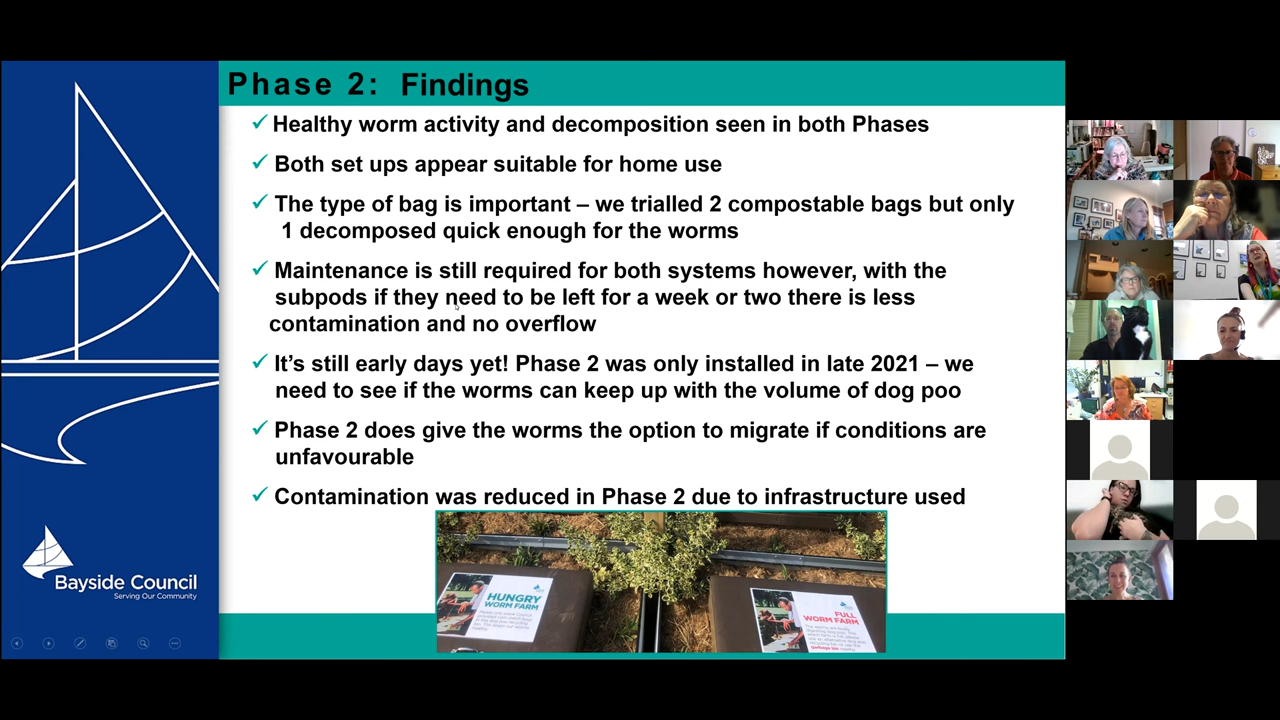 Phase 2: Findings
Healthy worm activity and decomposition seen in both Phases
Both set ups appear suitable for home use
The type of bag is important – we trialled 2 compostable bags but only
1 decomposed quick enough for the worms
Maintenance is still required for both systems however, with the
subpods if they need to be left for a week or two there is less
contamination and no overflow
It's still early days yet! Phase 2 was only installed in late 2021 – we
need to see if the worms can keep up with the volume of dog poo
Phase 2 does give the worms the option to migrate if conditions are
unfavourable
Contamination was reduced in Phase 2 due to infrastructure used
HUNGRY
WORM FARM
FULL
WORM FARM
Bayside Council
Serving Our Community